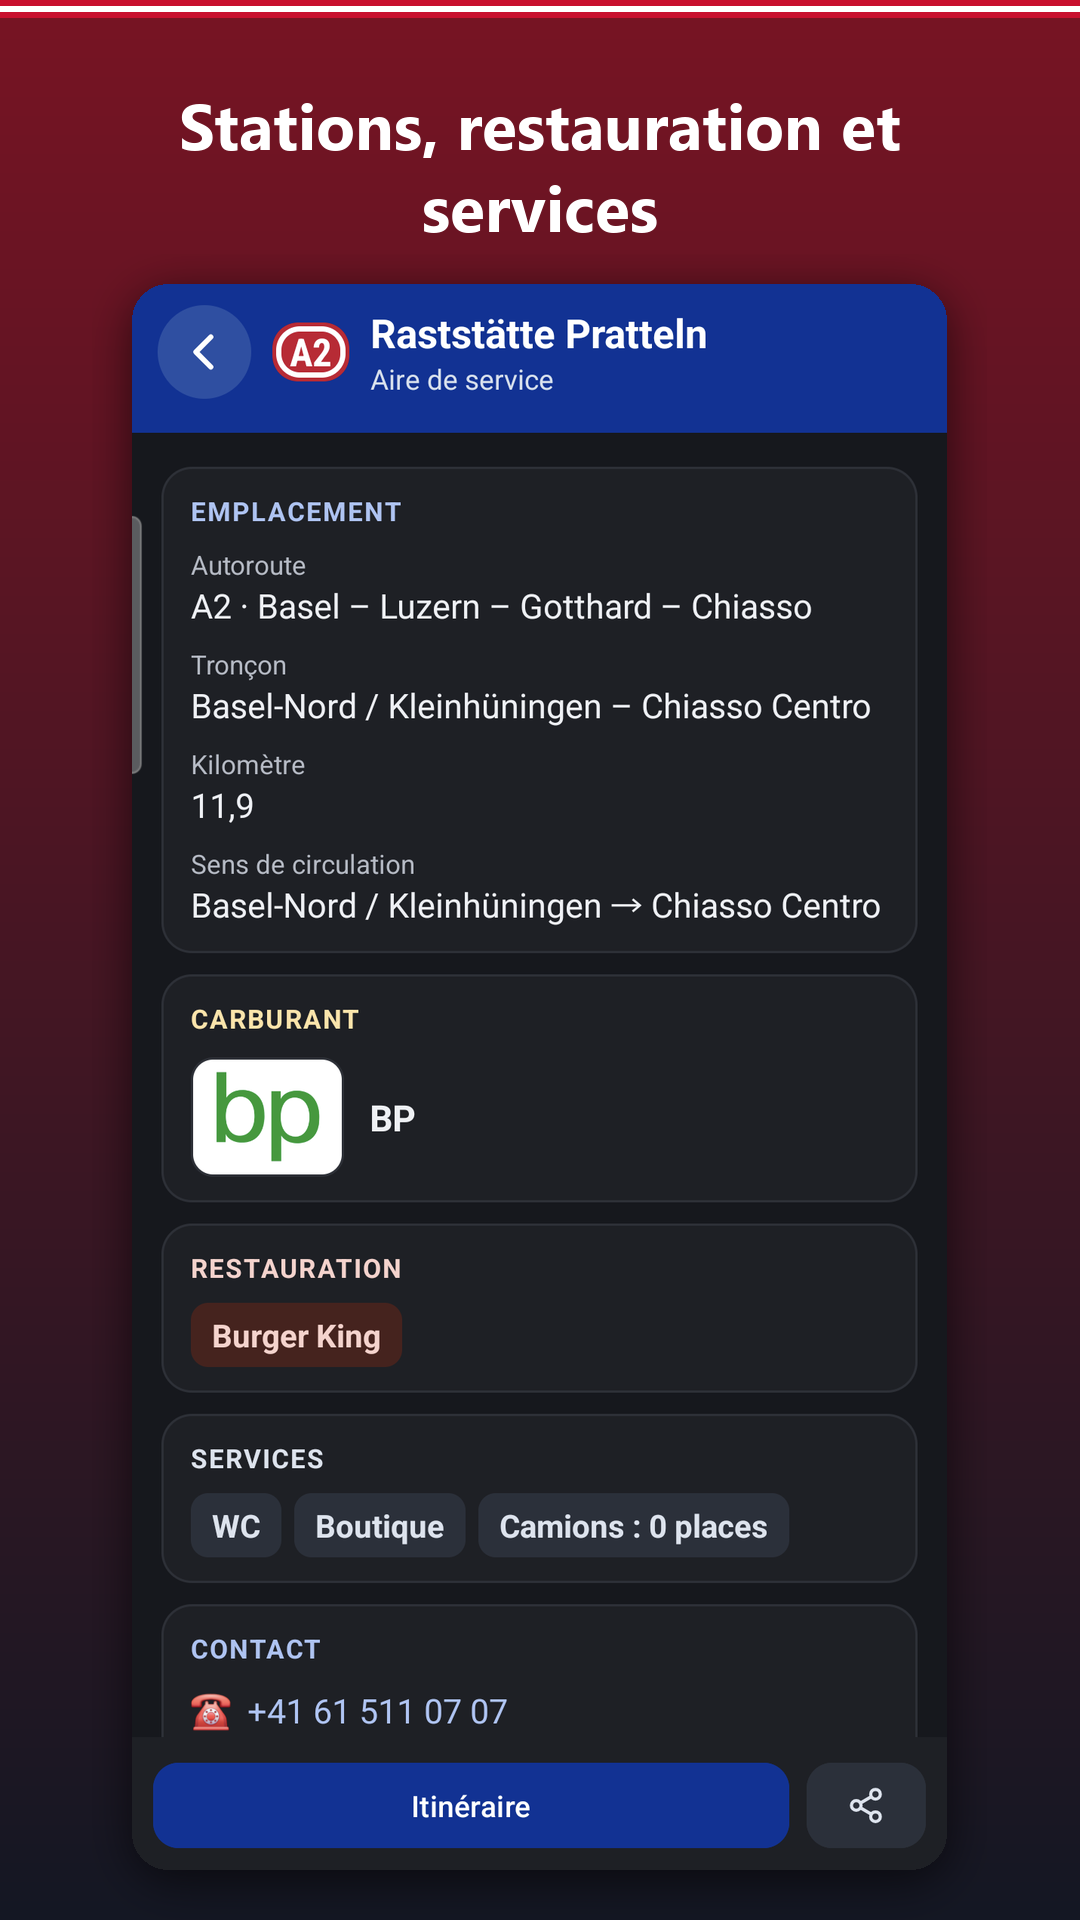 Stations, restauration et
services
A2
Raststätte Pratteln
Aire de service
EMPLACEMENT
Autoroute
A2 · Basel – Luzern – Gotthard – Chiasso
Tronçon
Basel-Nord / Kleinhüningen – Chiasso Centro
Kilomètre
11,9
Sens de circulation
Basel-Nord / Kleinhüningen → Chiasso Centro
CARBURANT
bp
BP
RESTAURATION
Burger King
SERVICES
WC
Boutique
Camions : 0 places
CONTACT
☎ +41 61 511 07 07
Itinéraire